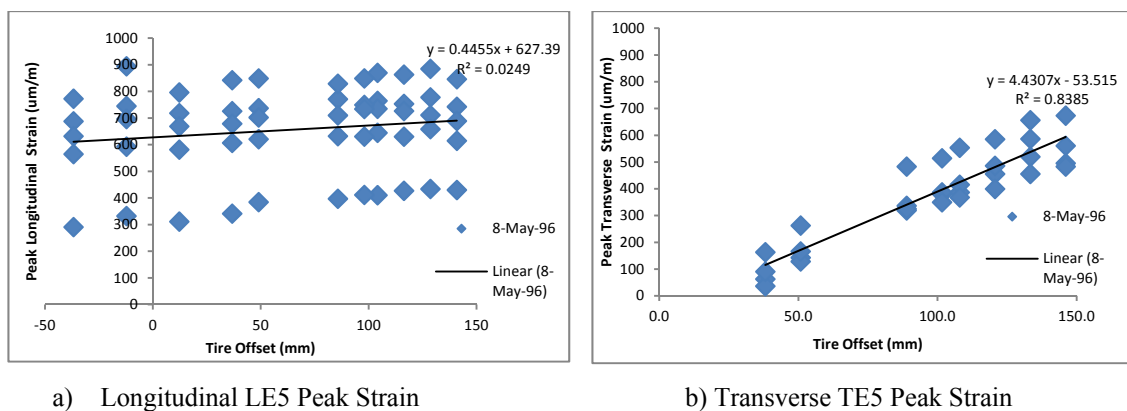 Peak Longitudinal Strain (um/m)
1000
900
800
700
600
500
400
300
200
100
0
-50
0
50
100
150
Tire Offset (mm)
y = 0.4455x + 627.39
R² = 0.0249
8-May-96
Linear (8-
May-96)
a) Longitudinal LE5 Peak Strain
Peak Transverse Strain (um/m)
1000
900
800
700
600
500
400
300
200
100
0
0.0
50.0
100.0
150.0
Tire Offset (mm)
y = 4.4307x - 53.515
R² = 0.8385
8-May-96
Linear (8-
May-96)
b) Transverse TE5 Peak Strain